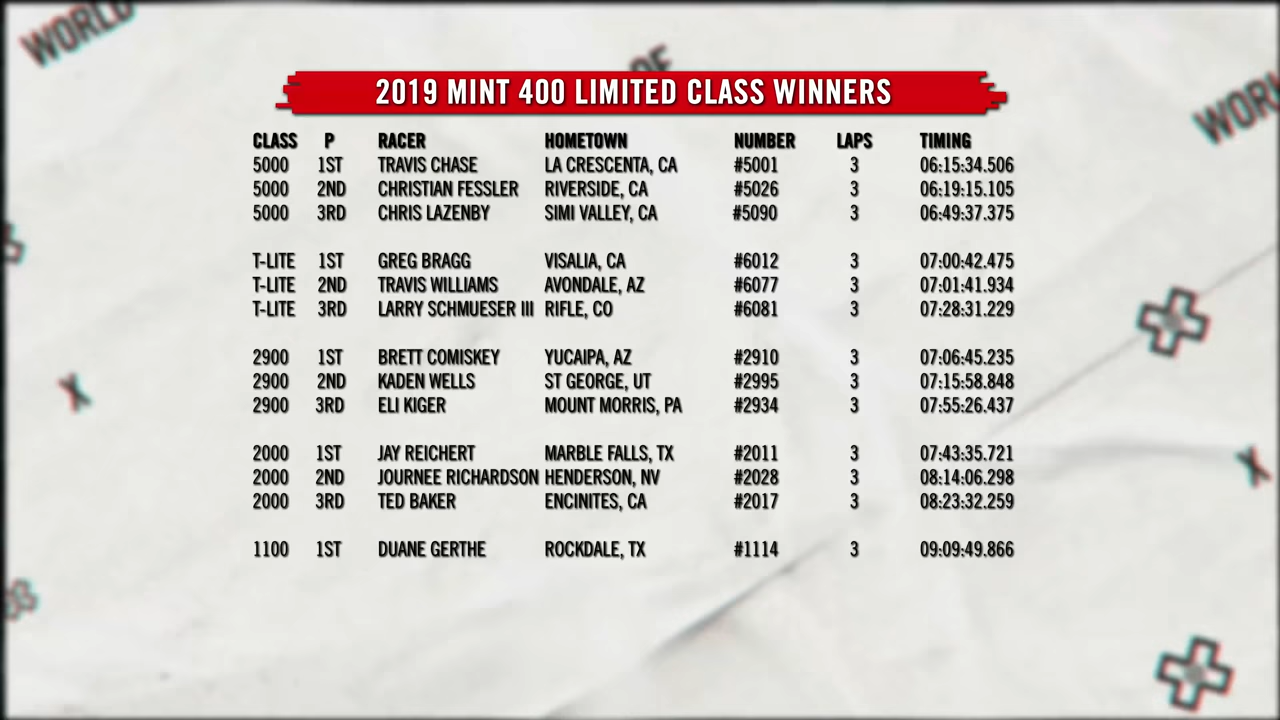 WORLD
OF
2019 MINT 400 LIMITED CLASS WINNERS
WORL
CLASS P RACER HOMETOWN NUMBER LAPS TIMING
5000 1ST TRAVIS CHASE LA CRESCENTA, CA #5001 3 06:15:34.506
5000 2ND CHRISTIAN FESSLER RIVERSIDE, CA #5026 3 06:19:15.105
5000 3RD CHRIS LAZENBY SIMI VALLEY, CA #5090 3 06:49:37.375
T-LITE 1ST GREG BRAGG VISALIA, CA #6012 3 07:00:42.475
T-LITE 2ND TRAVIS WILLIAMS AVONDALE, AZ #6077 3 07:01:41.934
T-LITE 3RD LARRY SCHMUESER III RIFLE, CO #6081 3 07:28:31.229
2900 1ST BRETT COMISKEY YUCAIPA, AZ #2910 3 07:06:45.235
2900 2ND KADEN WELLS ST GEORGE, UT #2995 3 07:15:58.848
2900 3RD ELI KIGER MOUNT MORRIS, PA #2934 3 07:55:26.437
2000 1ST JAY REICHERT MARBLE FALLS, TX #2011 3 07:43:35.721
2000 2ND JOURNEE RICHARDSON HENDERSON, NV #2028 3 08:14:06.298
2000 3RD TED BAKER ENCINITES, CA #2017 3 08:23:32.259
1100 1ST DUANE GERTHE ROCKDALE, TX #1114 3 09:09:49.866